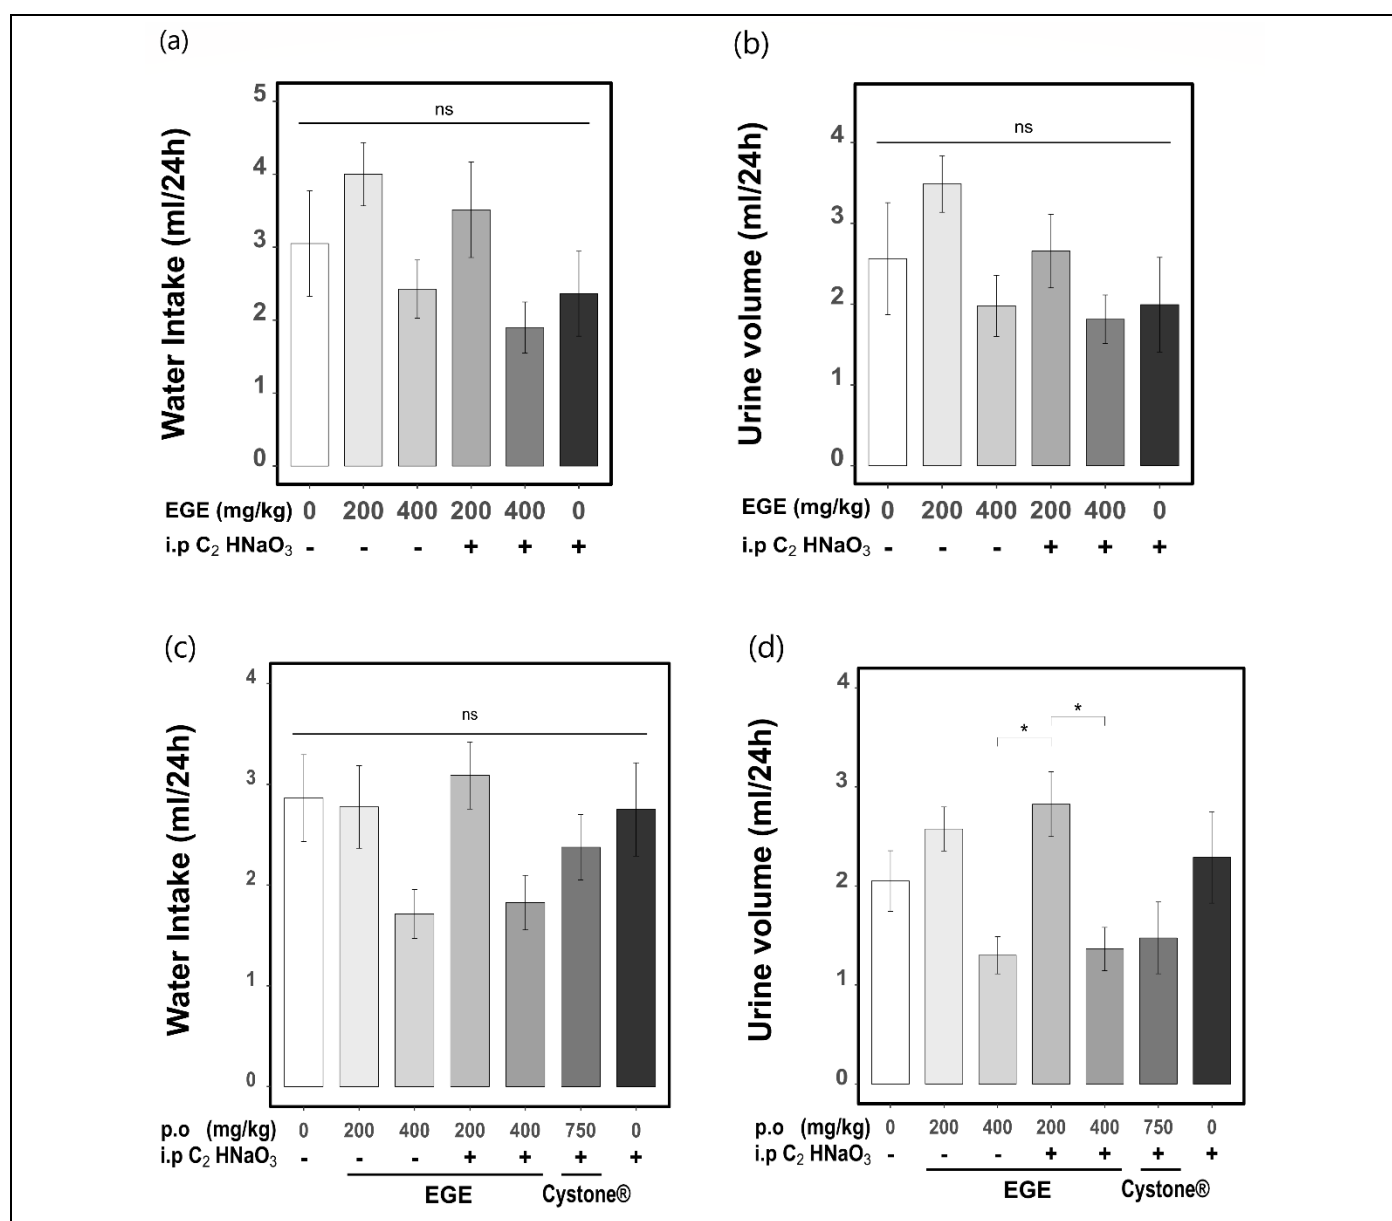 (a)
Water Intake (ml/24h)
5
4
3
2
1
0
ns
EGE (mg/kg) 0 200 400 200 400 0
i.p C₂ HNaO₃ - - - + + +
(b)
Urine volume (ml/24h)
4
3
2
1
0
ns
EGE (mg/kg) 0 200 400 200 400 0
i.p C₂ HNaO₃ - - - + + +
(c)
Water Intake (ml/24h)
4
3
2
1
0
ns
p.o (mg/kg) 0 200 400 200 400 750 0
i.p C₂ HNaO₃ - - - + + + +
EGE Cystone®
(d)
Urine volume (ml/24h)
4
3
2
1
0
* *
p.o (mg/kg) 0 200 400 200 400 750 0
i.p C₂ HNaO₃ - - - + + + +
EGE Cystone®